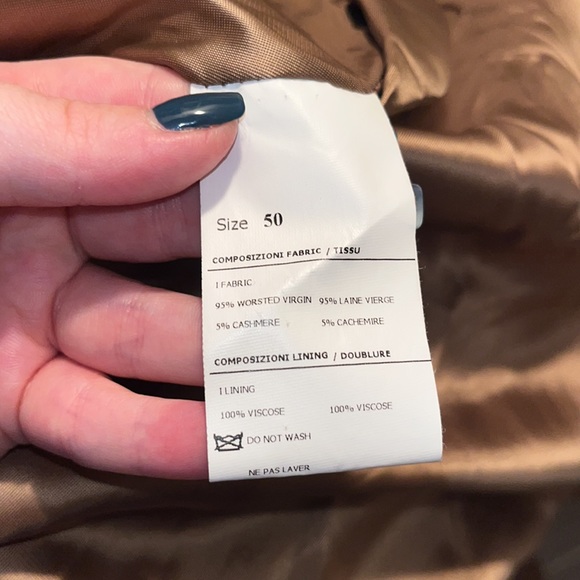 Size 50
COMPOSIZIONI FABRIC / TISSU
1 FABRIC
95% WORSTED VIRGIN 95% LAINE VIERGE
5% CASHMERE 5% CACHEMIRE
COMPOSIZIONI LINING / DOUBLURE
1 LINING
100% VISCOSE 100% VISCOSE
DO NOT WASH
NE PAS LAVER